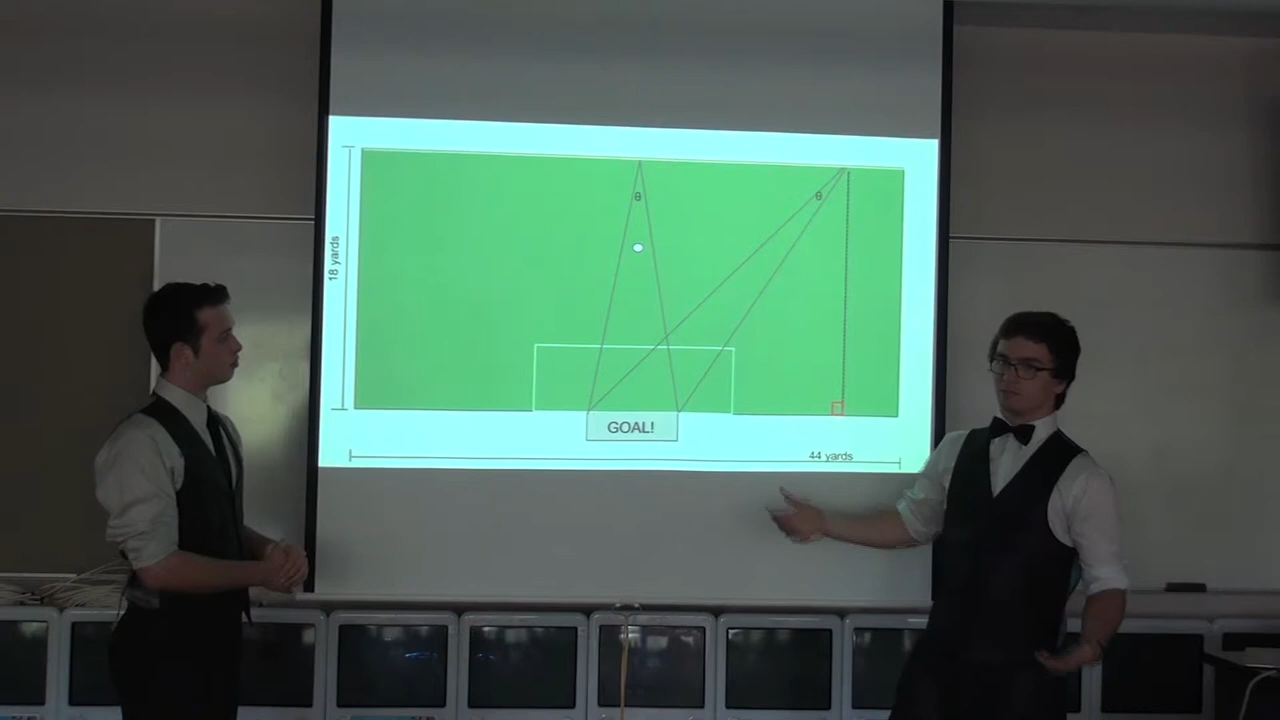 θ
θ
18 yards
GOAL!
44 yards